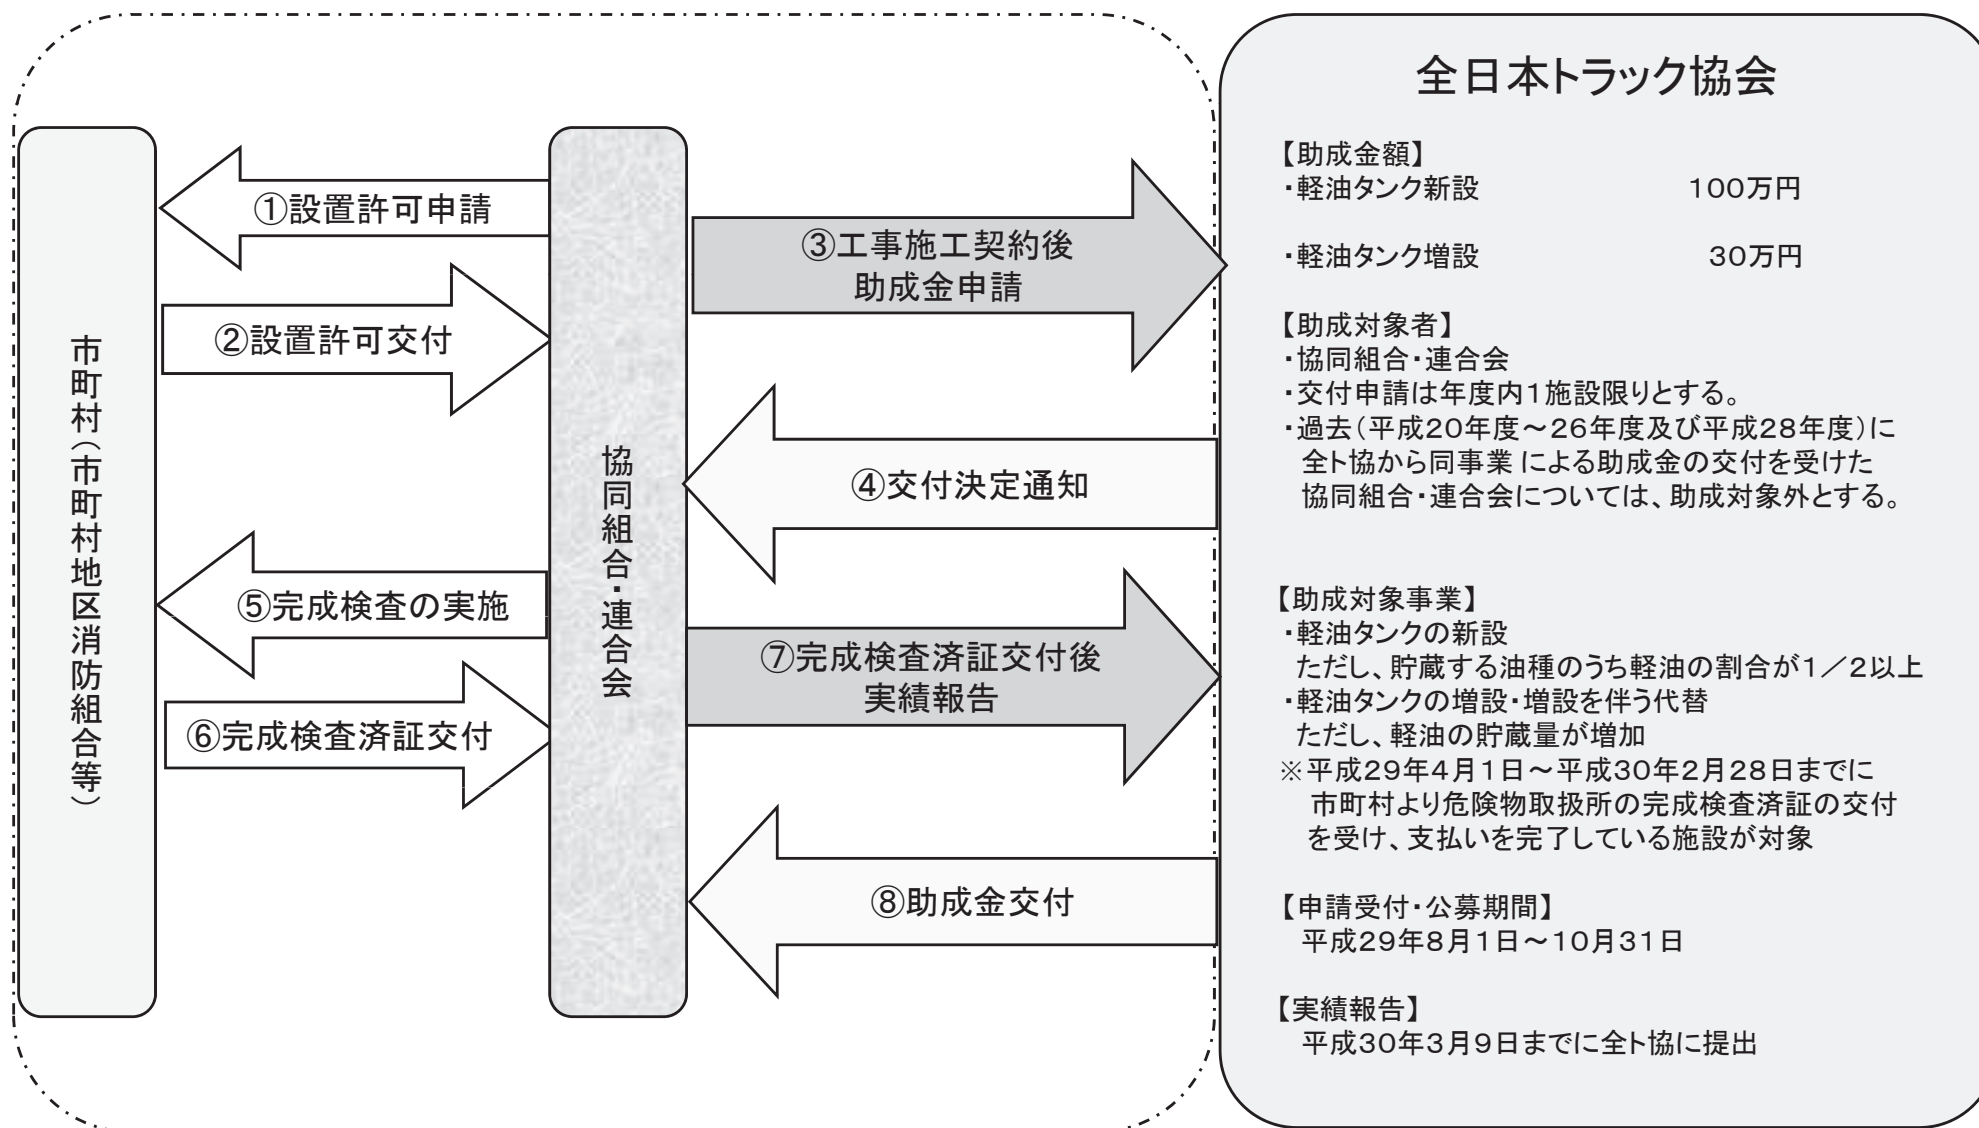 市町村（市町村地区消防組合等）
①設置許可申請
②設置許可交付
⑤完成検査の実施
⑥完成検査済証交付
協同組合・連合会
③工事施工契約後
助成金申請
④交付決定通知
⑦完成検査済証交付後
実績報告
⑧助成金交付
全日本トラック協会
【助成金額】
・軽油タンク新設 １００万円
・軽油タンク増設 ３０万円
【助成対象者】
・協同組合・連合会
・交付申請は年度内１施設限りとする。
・過去（平成２０年度～２６年度及び平成２８年度）に
全ト協から同事業による助成金の交付を受けた
協同組合・連合会については、助成対象外とする。
【助成対象事業】
・軽油タンクの新設
ただし、貯蔵する油種のうち軽油の割合が１／２以上
・軽油タンクの増設・増設を伴う代替
ただし、軽油の貯蔵量が増加
※平成２９年４月１日～平成３０年２月２８日までに
市町村より危険物取扱所の完成検査済証の交付
を受け、支払いを完了している施設が対象
【申請受付・公募期間】
平成２９年８月１日～１０月３１日
【実績報告】
平成３０年３月９日までに全ト協に提出